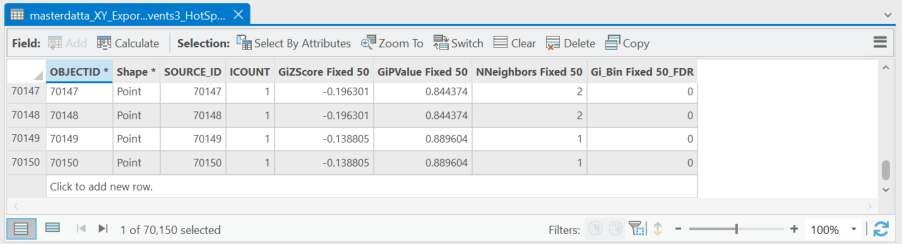 masterdatta_XY_Expor...vents3_HotSp...
Field: Add Calculate Selection: Select By Attributes Zoom To Switch Clear Delete Copy
OBJECTID * Shape * SOURCE_ID ICOUNT GiZScore Fixed 50 GiPValue Fixed 50 NNeighbors Fixed 50 Gi_Bin Fixed 50_FDR
70147 70147 Point 70147 1 -0.196301 0.844374 2 0
70148 70148 Point 70148 1 -0.196301 0.844374 2 0
70149 70149 Point 70149 1 -0.138805 0.889604 1 0
70150 70150 Point 70150 1 -0.138805 0.889604 1 0
Click to add new row.
1 of 70,150 selected Filters: 100%